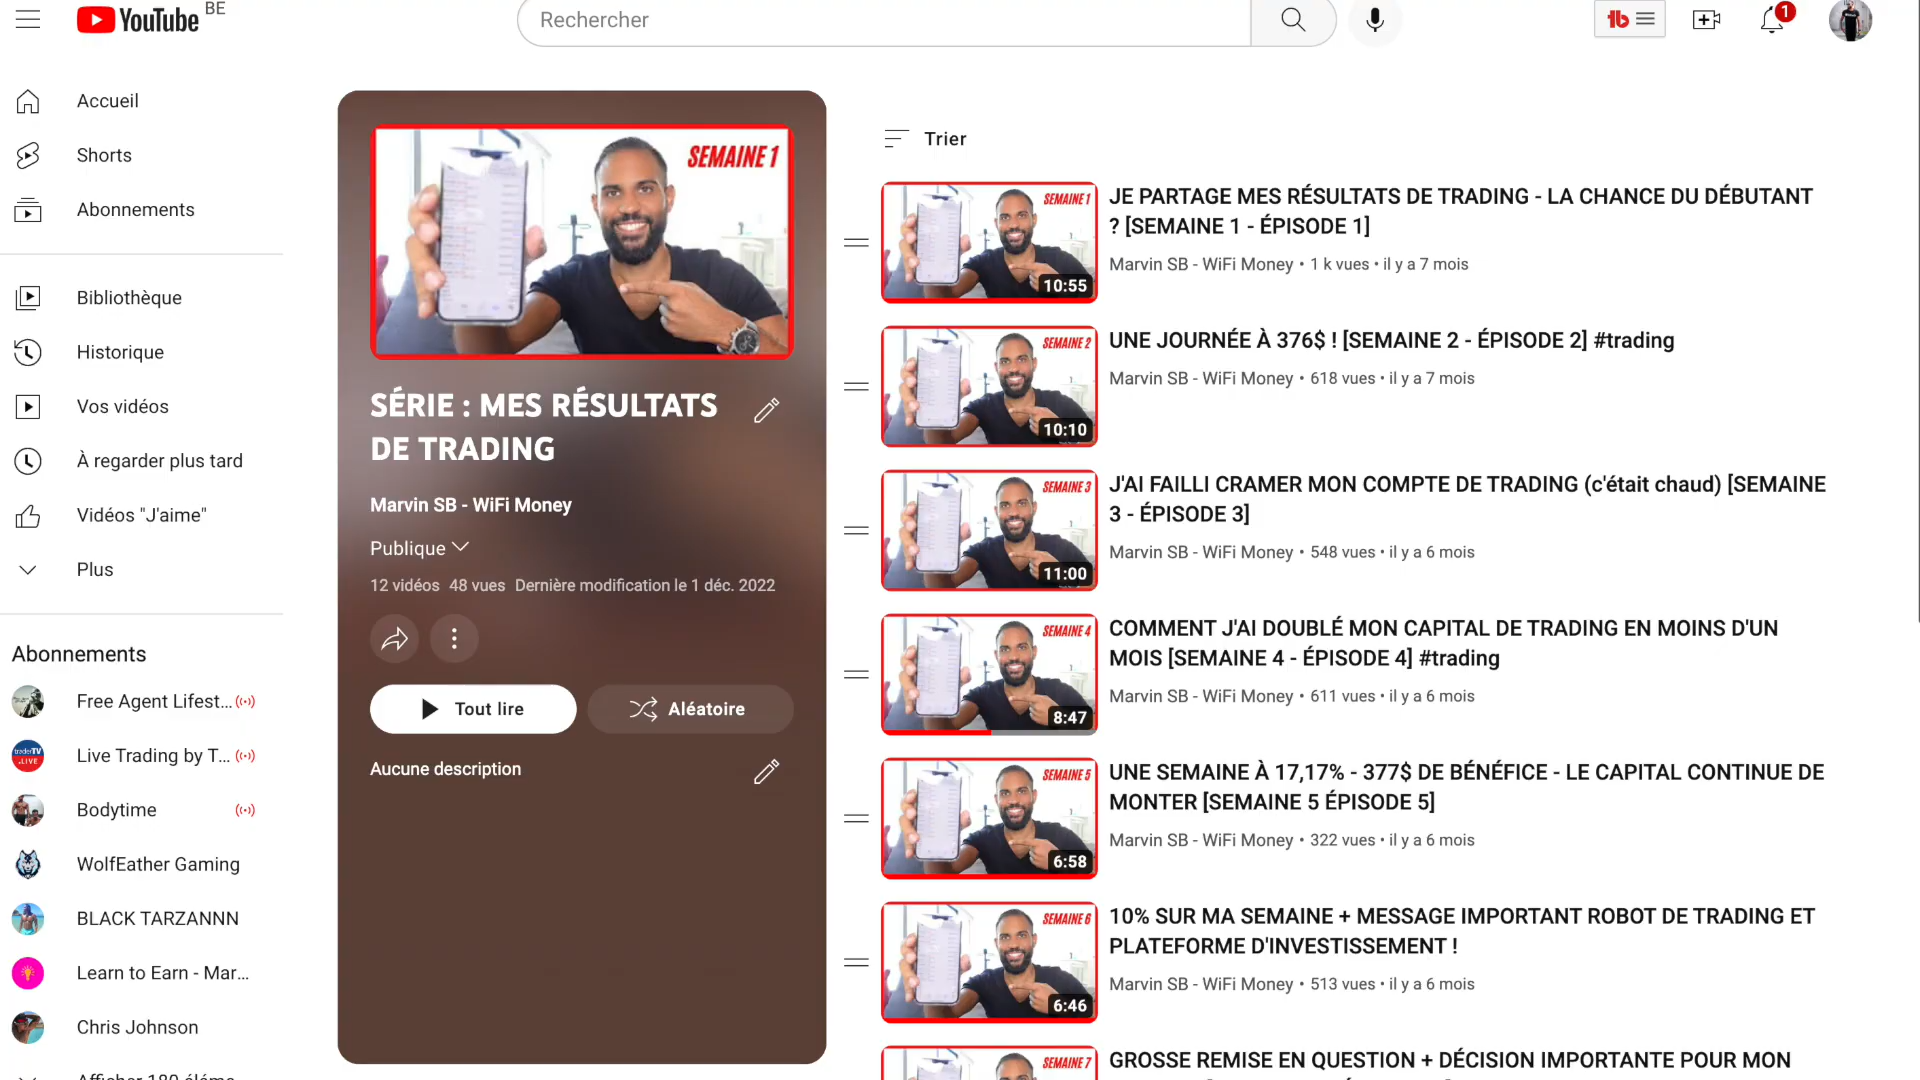 YouTube BE
Rechercher
1
Accueil
Shorts
Abonnements
Bibliothèque
Historique
Vos vidéos
À regarder plus tard
Vidéos "J'aime"
Plus
Abonnements
Free Agent Lifest...
Live Trading by T...
Bodytime
WolfEather Gaming
BLACK TARZANNN
Learn to Earn - Mar...
Chris Johnson
SEMAINE 1
SÉRIE : MES RÉSULTATS
DE TRADING
Marvin SB - WiFi Money
Publique
12 vidéos 48 vues Dernière modification le 1 déc. 2022
Tout lire
Aléatoire
Aucune description
Trier
SEMAINE 1
10:55
JE PARTAGE MES RÉSULTATS DE TRADING - LA CHANCE DU DÉBUTANT
? [SEMAINE 1 - ÉPISODE 1]
Marvin SB - WiFi Money • 1 k vues • il y a 7 mois
SEMAINE 2
10:10
UNE JOURNÉE À 376$ ! [SEMAINE 2 - ÉPISODE 2] #trading
Marvin SB - WiFi Money • 618 vues • il y a 7 mois
SEMAINE 3
11:00
J'AI FAILLI CRAMER MON COMPTE DE TRADING (c'était chaud) [SEMAINE
3 - ÉPISODE 3]
Marvin SB - WiFi Money • 548 vues • il y a 6 mois
SEMAINE 4
8:47
COMMENT J'AI DOUBLÉ MON CAPITAL DE TRADING EN MOINS D'UN
MOIS [SEMAINE 4 - ÉPISODE 4] #trading
Marvin SB - WiFi Money • 611 vues • il y a 6 mois
SEMAINE 5
6:58
UNE SEMAINE À 17,17% - 377$ DE BÉNÉFICE - LE CAPITAL CONTINUE DE
MONTER [SEMAINE 5 ÉPISODE 5]
Marvin SB - WiFi Money • 322 vues • il y a 6 mois
SEMAINE 6
6:46
10% SUR MA SEMAINE + MESSAGE IMPORTANT ROBOT DE TRADING ET
PLATEFORME D'INVESTISSEMENT !
Marvin SB - WiFi Money • 513 vues • il y a 6 mois
SEMAINE 7
GROSSE REMISE EN QUESTION + DÉCISION IMPORTANTE POUR MON